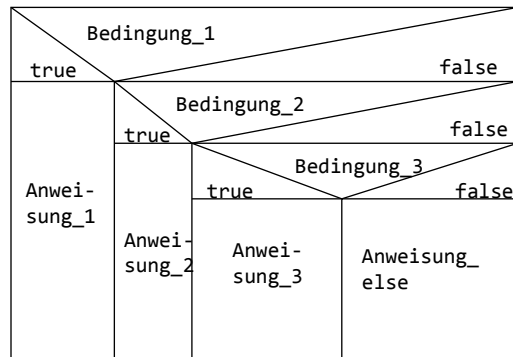 Bedingung_1
true
false
Bedingung_2
true
false
Bedingung_3
true
false
Anwei-
sung_1
Anwei-
sung_2
Anwei-
sung_3
Anweisung_
else